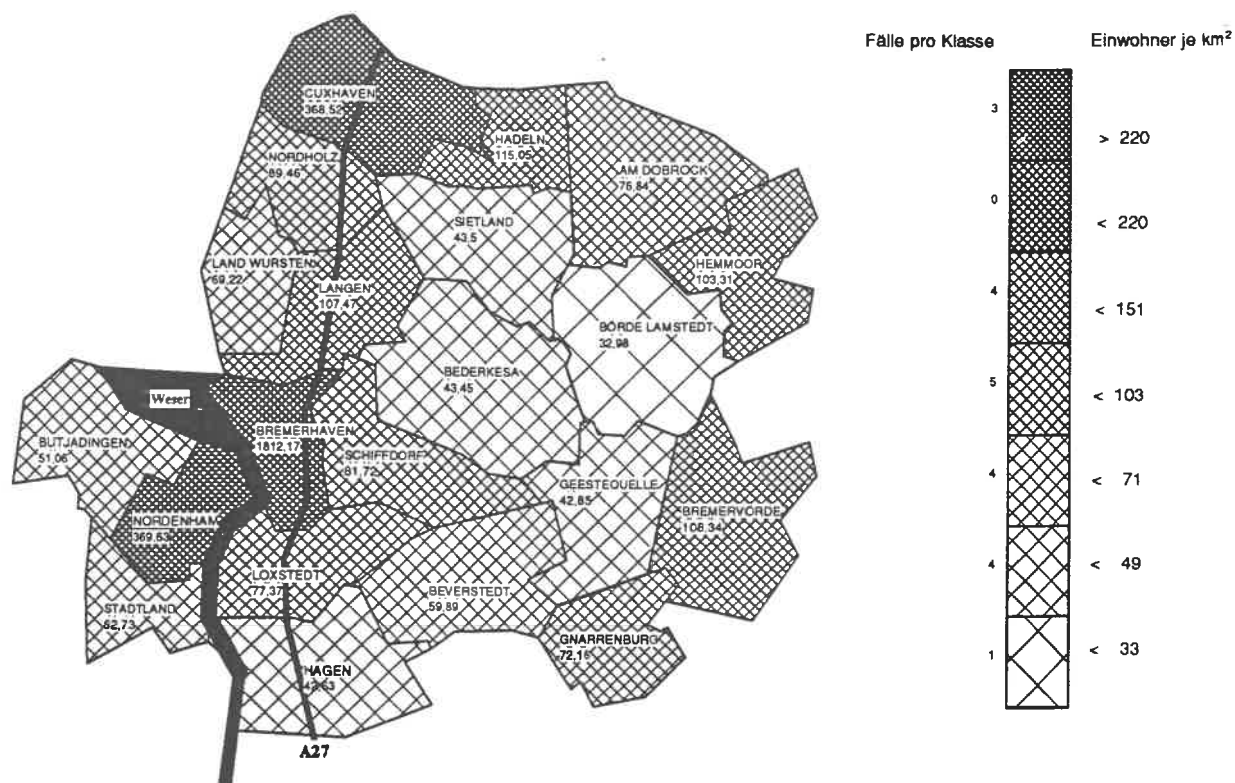 Fälle pro Klasse
Einwohner je km²
3
> 220
0
< 220
4
< 151
5
< 103
4
< 71
4
< 49
1
< 33
CUXHAVEN
368,52
HADELN
115,05
NORDHOLZ
89,46
AM DOBROCK
76,84
SIETLAND
43,5
LAND WURSTEN
69,22
HEMMOOR
103,31
LANGEN
107,47
BÖRDE LAMSTEDT
32,98
BEDERKESA
43,45
Weser
BUTJADINGEN
51,06
BREMERHAVEN
1812,17
SCHIFFDORF
81,72
GEESTEQUELLE
42,85
BREMERVÖRDE
108,34
NORDENHAM
369,63
LOXSTEDT
77,37
BEVERSTEDT
59,89
STADTLAND
52,73
GNARRENBURG
72,16
HAGEN
A27